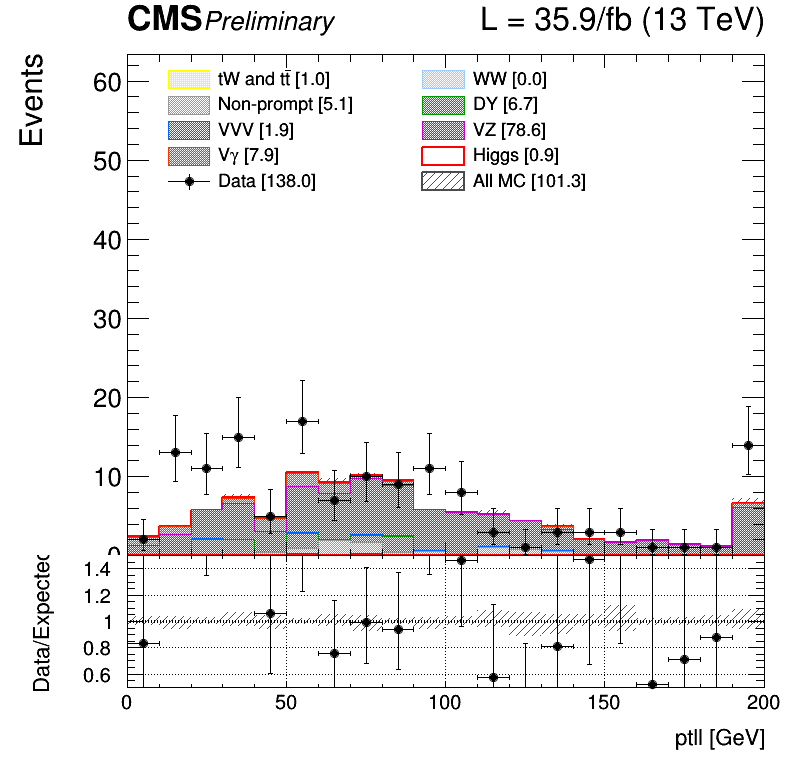 CMS Preliminary L = 35.9/fb (13 TeV)
Events
60
50
40
30
20
10
0
tW and tt̄ [1.0]
WW [0.0]
Non-prompt [5.1]
DY [6.7]
VVV [1.9]
VZ [78.6]
Vγ [7.9]
Higgs [0.9]
Data [138.0]
All MC [101.3]
Data/Expected
1.4
1.2
1
0.8
0.6
0 50 100 150 200
ptll [GeV]